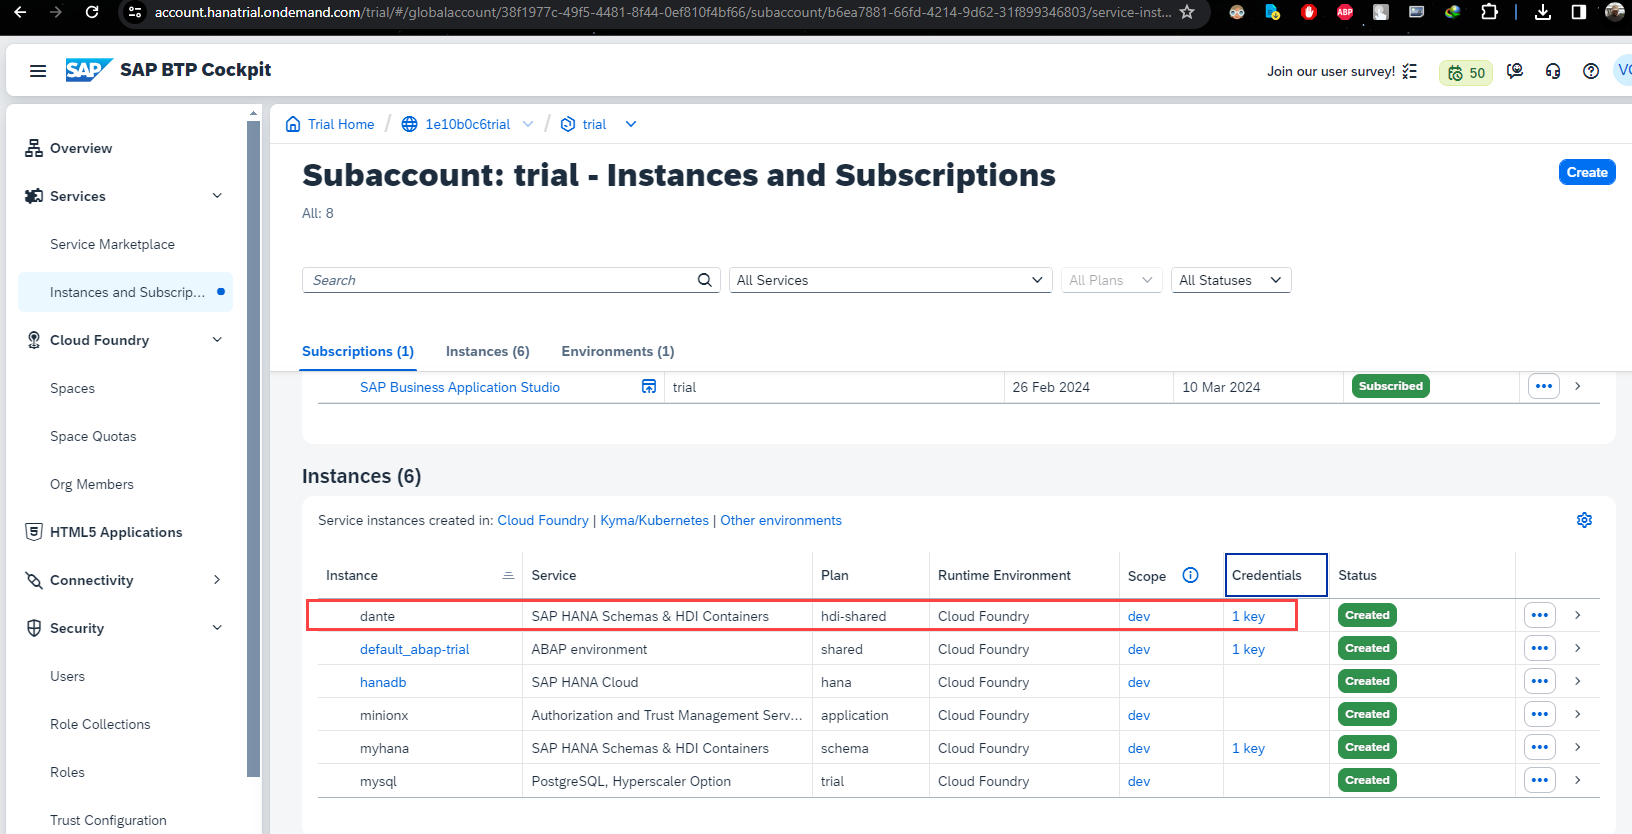 account.hanatrial.ondemand.com/trial/#/globalaccount/38f1977c-49f5-4481-8f44-0ef810f4bf66/subaccount/b6ea7881-66fd-4214-9d62-31f899346803/service-inst...
ABP
SAP SAP BTP Cockpit
Join our user survey!
50
VC
Overview
Services
Service Marketplace
Instances and Subscrip...
Cloud Foundry
Spaces
Space Quotas
Org Members
HTML5 Applications
Connectivity
Security
Users
Role Collections
Roles
Trust Configuration
Trial Home / 1e10b0c6trial / trial
Subaccount: trial - Instances and Subscriptions
Create
All: 8
Search
All Services
All Plans
All Statuses
Subscriptions (1) Instances (6) Environments (1)
SAP Business Application Studio trial 26 Feb 2024 10 Mar 2024 Subscribed
Instances (6)
Service instances created in: Cloud Foundry | Kyma/Kubernetes | Other environments
Instance Service Plan Runtime Environment Scope Credentials Status
dante SAP HANA Schemas & HDI Containers hdi-shared Cloud Foundry dev 1 key Created
default_abap-trial ABAP environment shared Cloud Foundry dev 1 key Created
hanadb SAP HANA Cloud hana Cloud Foundry dev Created
minionx Authorization and Trust Management Serv... application Cloud Foundry dev Created
myhana SAP HANA Schemas & HDI Containers schema Cloud Foundry dev 1 key Created
mysql PostgreSQL, Hyperscaler Option trial Cloud Foundry dev Created